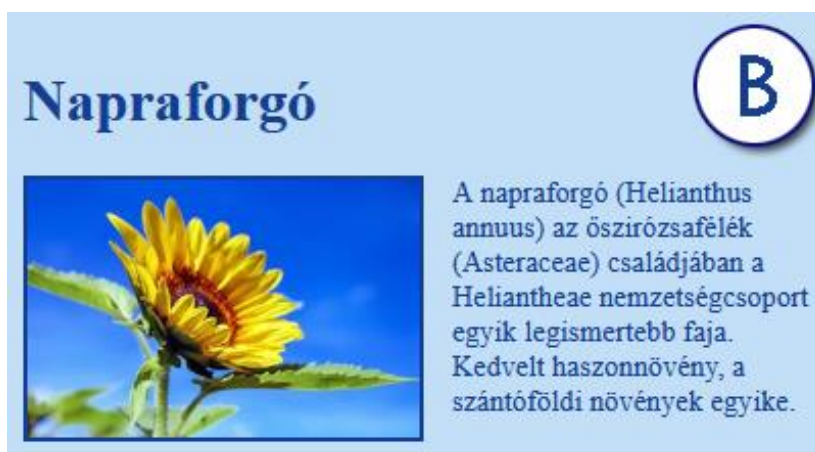 Napraforgó
B
A napraforgó (Helianthus
annuus) az őszirózsafélék
(Asteraceae) családjában a
Heliantheae nemzetségcsoport
egyik legismertebb faja.
Kedvelt haszonnövény, a
szántóföldi növények egyike.